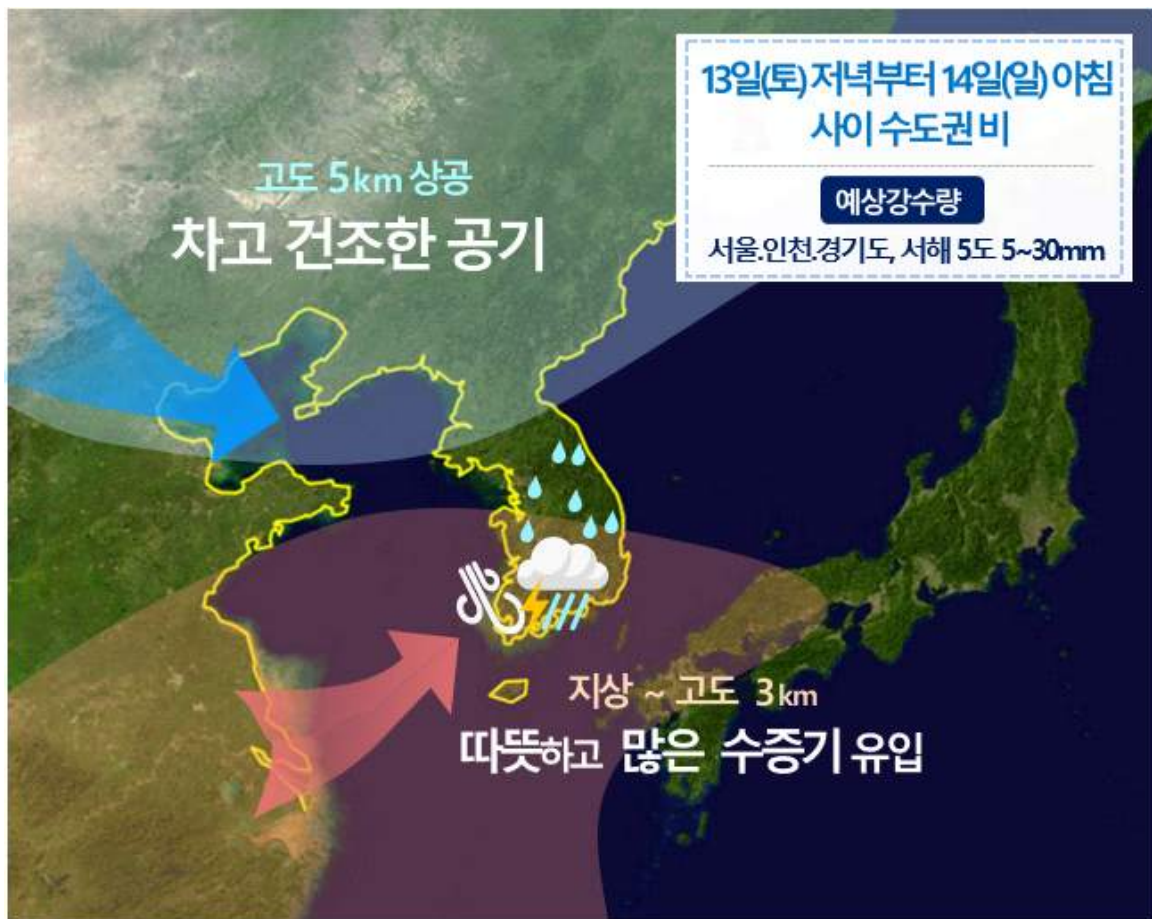 13일(토) 저녁부터 14일(일) 아침
사이 수도권 비
예상강수량
서울.인천.경기도, 서해 5도 5~30mm
고도 5km 상공
차고 건조한 공기
지상 ~ 고도 3km
따뜻하고 많은 수증기 유입